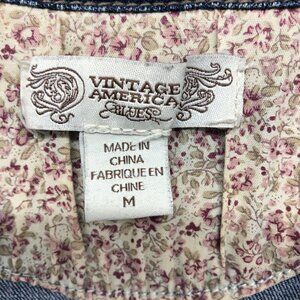 VINTAGE
AMERICA
BLUES
MADE IN
CHINA
FABRIQUE EN
CHINE
M